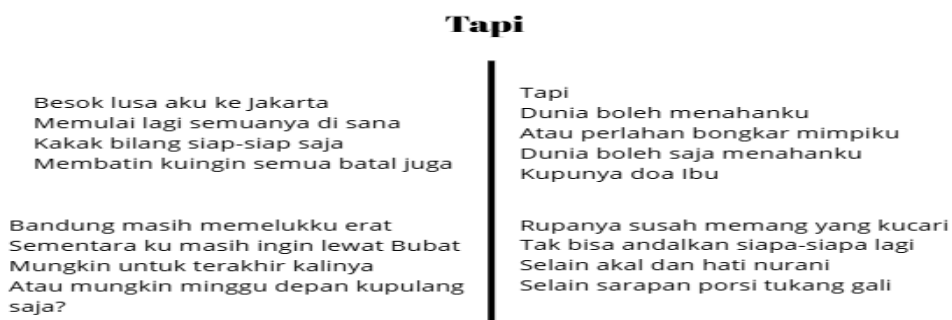 Tapi
Besok lusa aku ke Jakarta
Memulai lagi semuanya di sana
Kakak bilang siap-siap saja
Membatin kuingin semua batal juga
Bandung masih memelukku erat
Sementara ku masih ingin lewat Bubat
Mungkin untuk terakhir kalinya
Atau mungkin minggu depan kupulang
saja?
Tapi
Dunia boleh menahanku
Atau perlahan bongkar mimpiku
Dunia boleh saja menahanku
Kupunya doa Ibu
Rupanya susah memang yang kucari
Tak bisa andalkan siapa-siapa lagi
Selain akal dan hati nurani
Selain sarapan porsi tukang gali